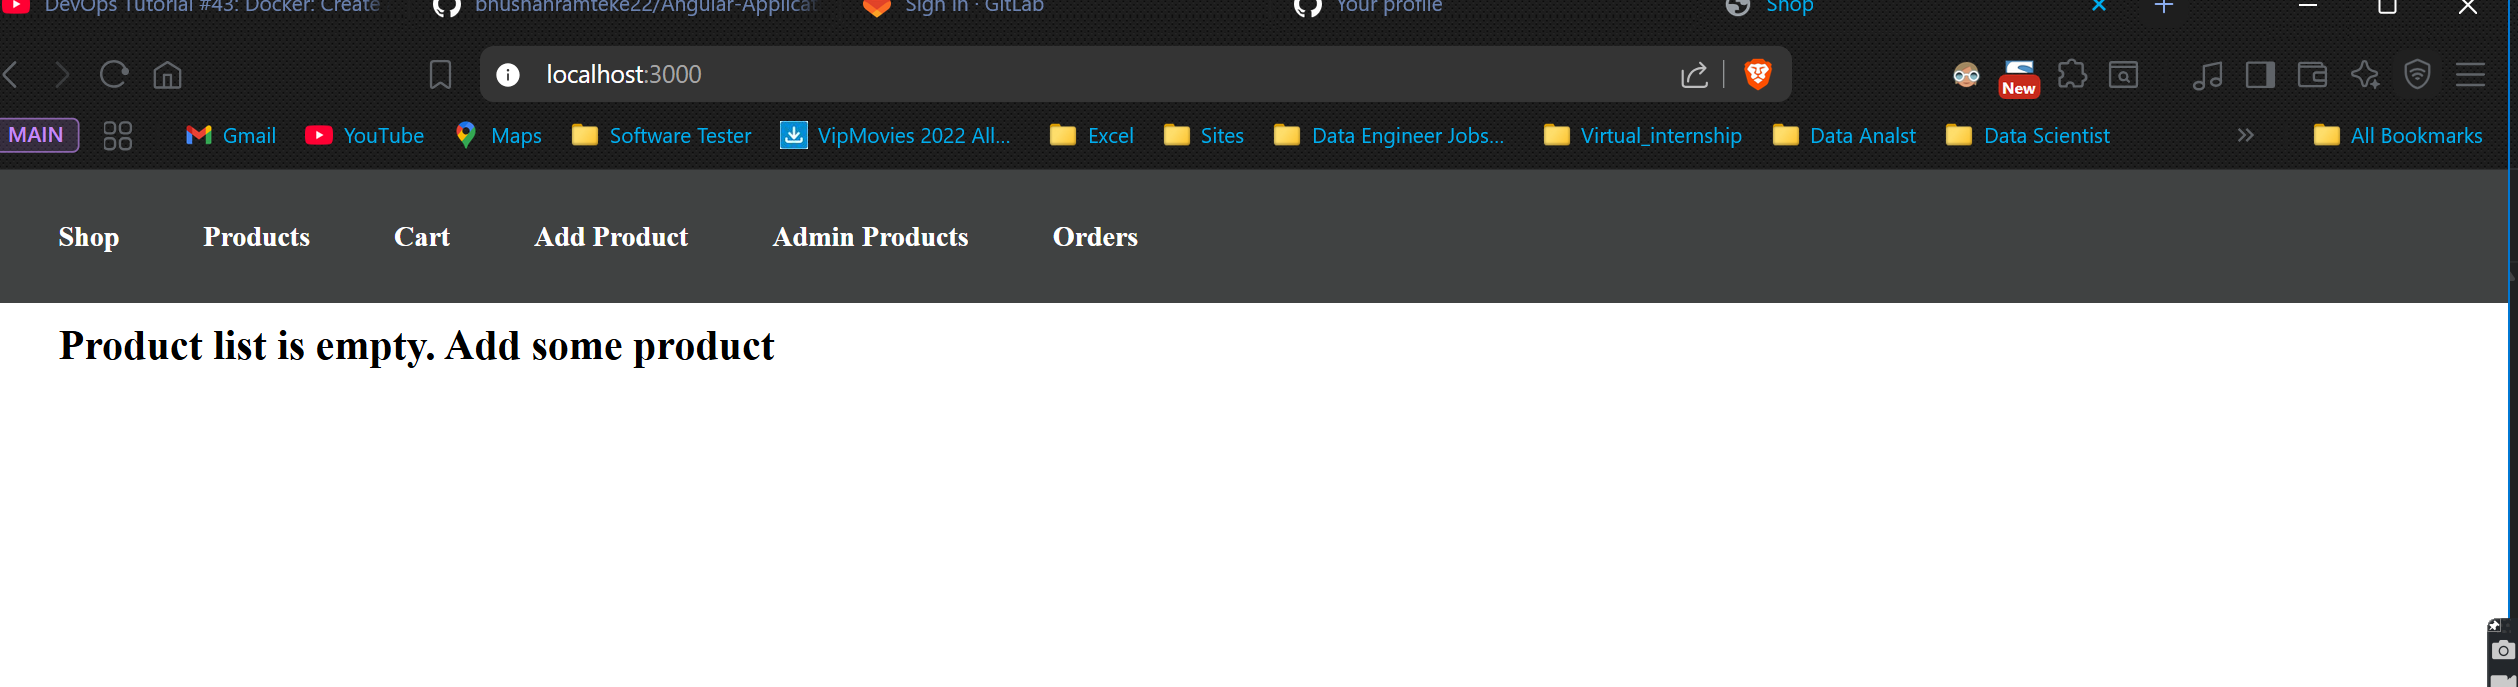 DevOps Tutorial #43: Docker: Create
bhushanramteke22/Angular-Applicat
Sign in · GitLab
Your profile
Shop
localhost:3000
New
MAIN
Gmail
YouTube
Maps
Software Tester
VipMovies 2022 All...
Excel
Sites
Data Engineer Jobs...
Virtual_internship
Data Analst
Data Scientist
All Bookmarks
Shop
Products
Cart
Add Product
Admin Products
Orders
Product list is empty. Add some product